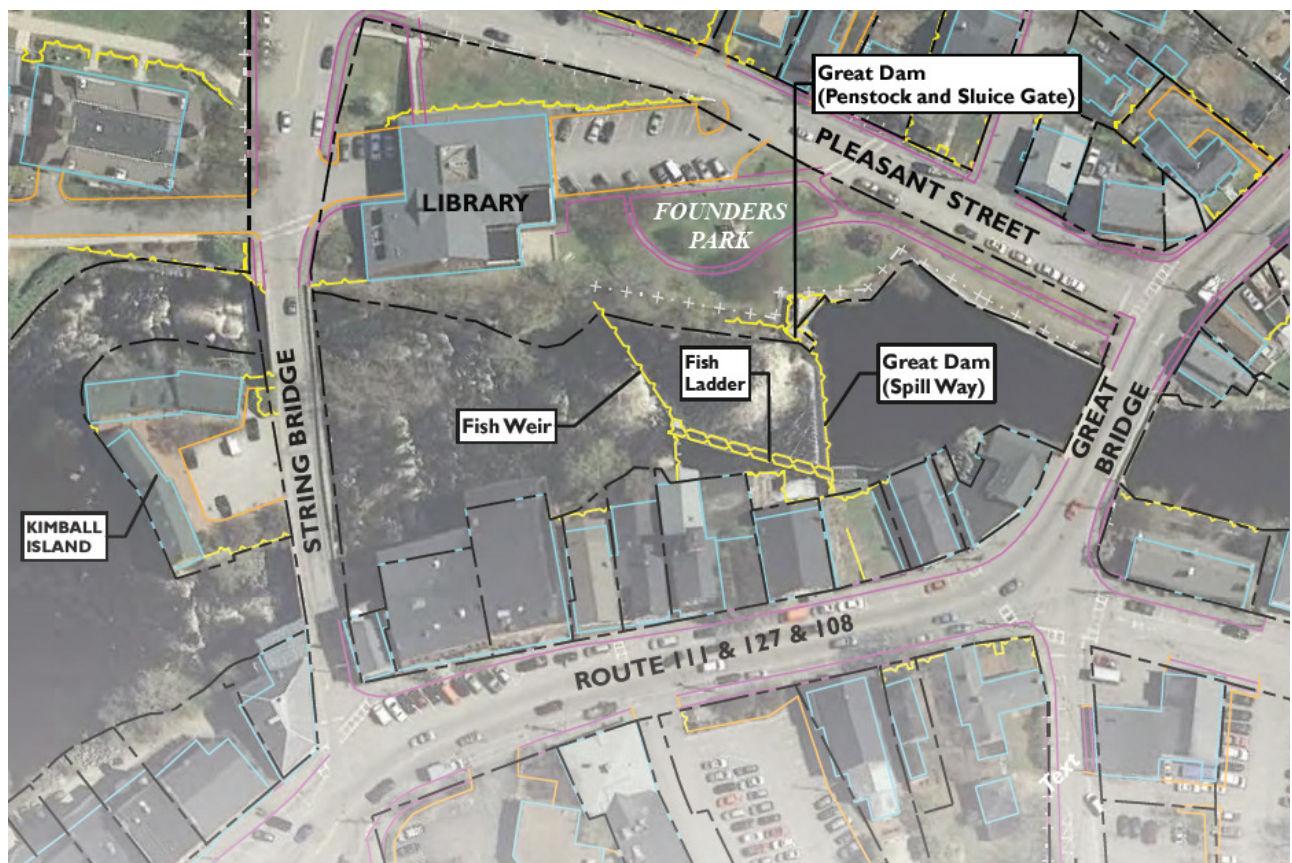 Great Dam
(Penstock and Sluice Gate)
PLEASANT STREET
LIBRARY
FOUNDERS
PARK
Fish
Ladder
Great Dam
(Spill Way)
Fish Weir
GREAT
BRIDGE
STRING BRIDGE
KIMBALL
ISLAND
ROUTE 111 & 127 & 108
Text